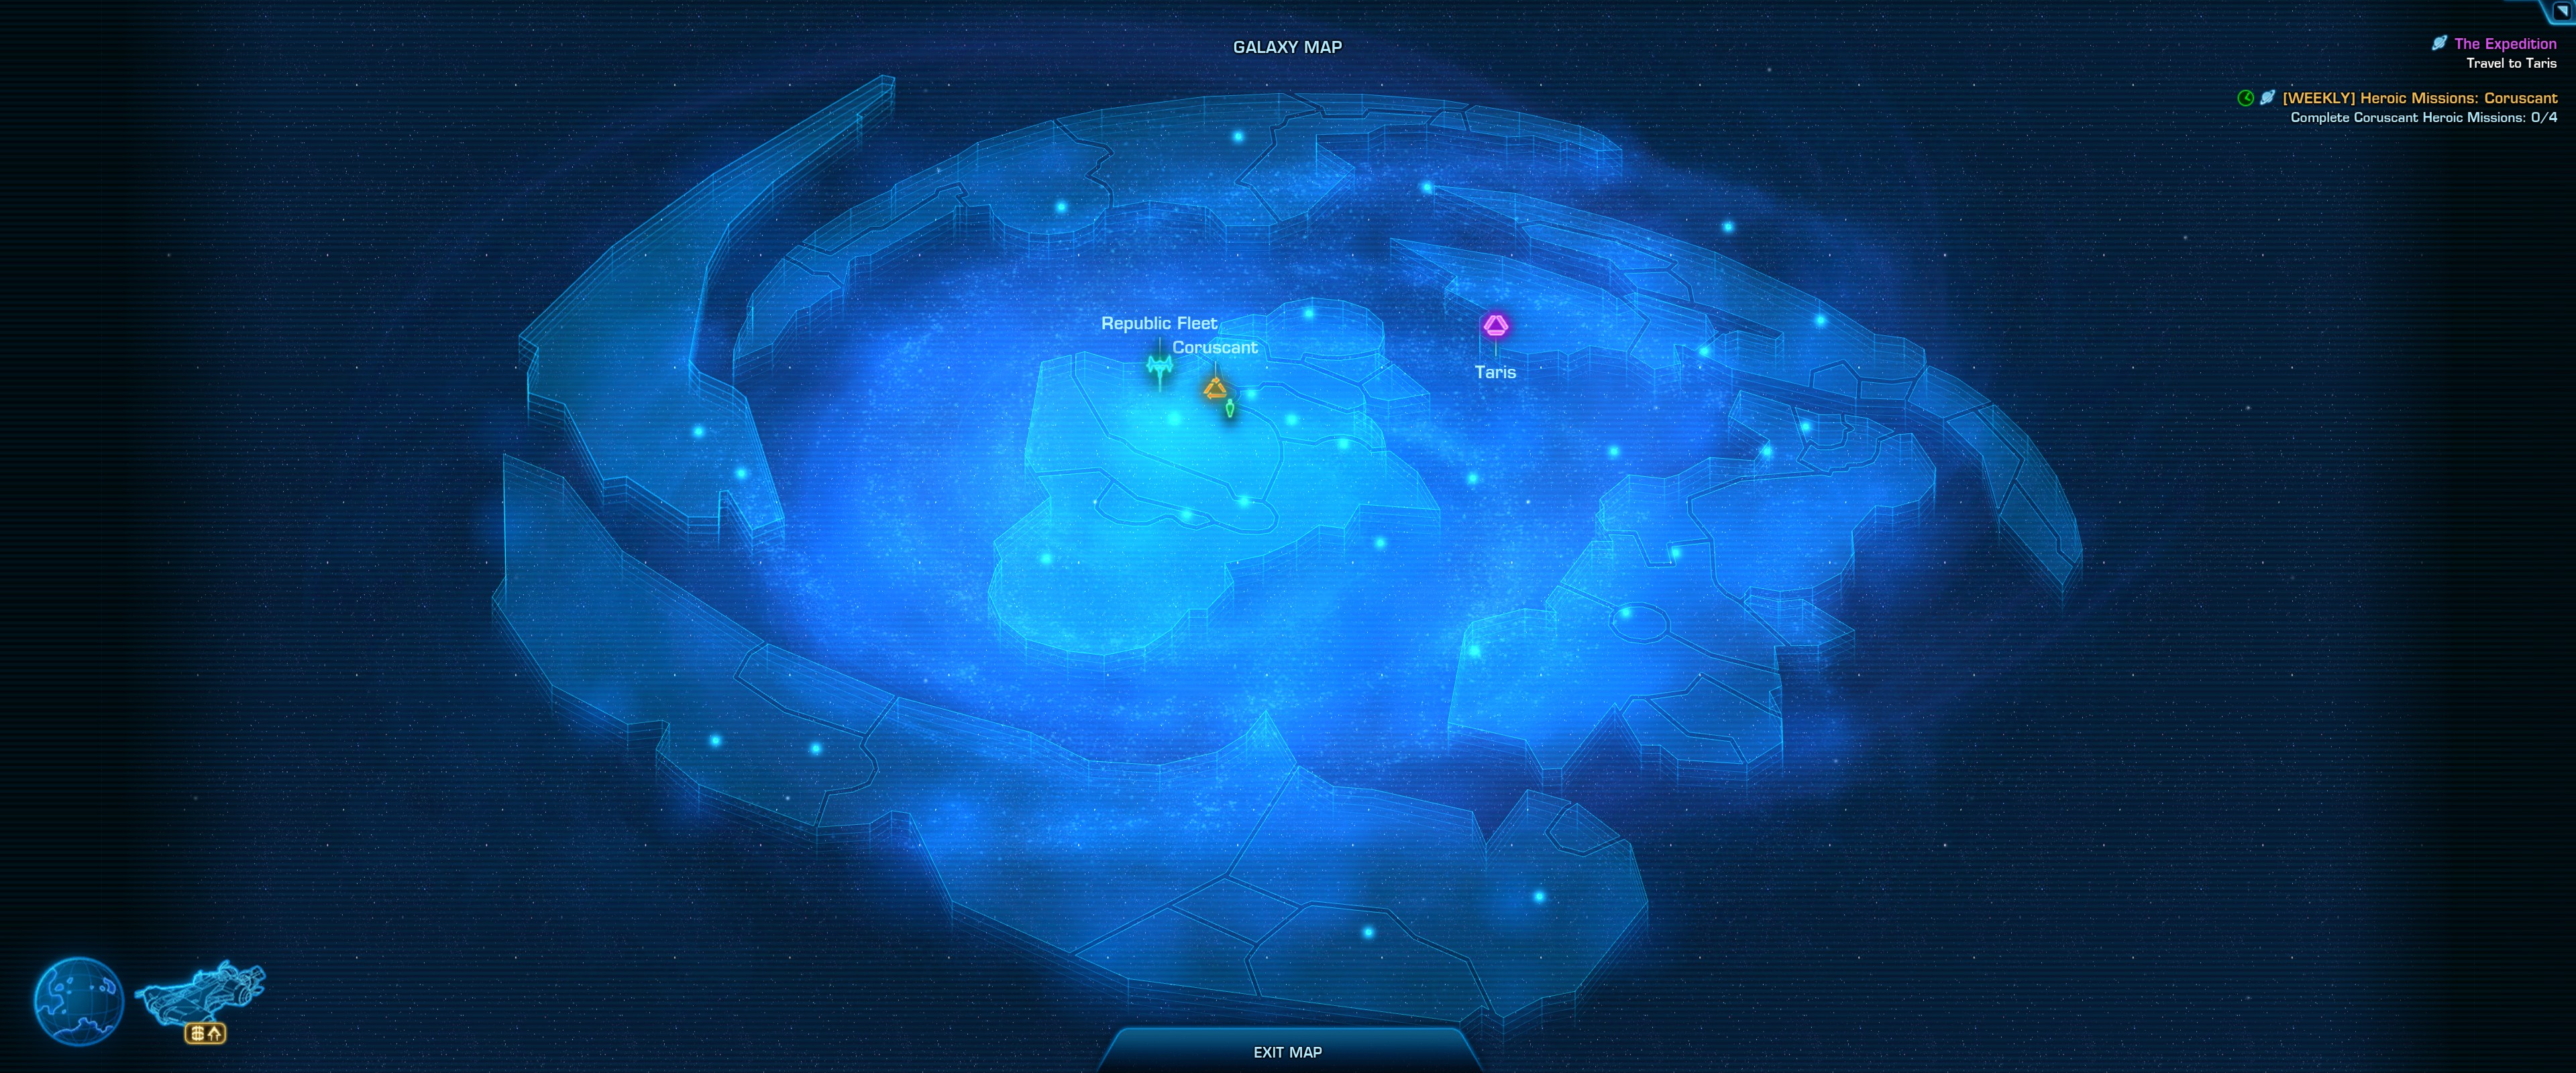 GALAXY MAP
The Expedition
Travel to Taris
[WEEKLY] Heroic Missions: Coruscant
Complete Coruscant Heroic Missions: 0/4
Republic Fleet
Coruscant
Taris
EXIT MAP